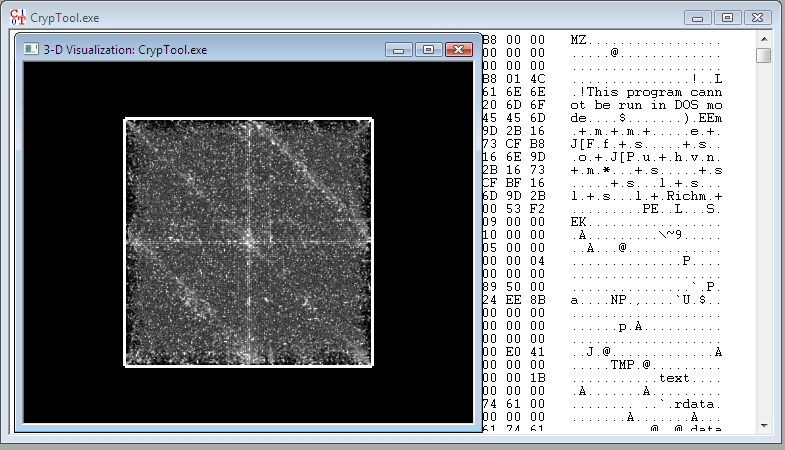 CrypTool.exe
3-D Visualization: CrypTool.exe
B8 00 00 MZ.................
00 00 00 .....@.............
00 00 00 ...................
B8 01 4C ...............!..L
61 6E 6E .!This program cann
20 6D 6F ot be run in DOS mo
45 45 6D de....$.......).EEm
9D 2B 16 .+.m.+.m.+.....e.+.
73 CF B8 J[F.f.+.s.....+.s..
16 6E 9D .o.+.J[P.u.+.h.v.n.
2B 16 73 +.m.*...+.s.....+.s
CF BF 16 .....+.s...l.+.s...
6D 9D 2B l.+.s...l.+.Richm.+
00 53 F2 .........PE..L...S.
09 00 00 EK.................
10 00 00 .A.........\~9.....
05 00 00 ..A...@............
00 00 04 ..............P....
00 00 00 ...................
89 50 00 ...............`.P.
24 EE 8B a....NP.,....`U.$..
00 00 00 ...................
00 00 00 ......p.A..........
00 00 00 ...................
00 E0 41 ..J.@.............A
00 00 00 .....TMP.@.........
00 00 1B ...........text....
00 00 00 .A.......A.........
74 61 00 ........ ..`.rdata.
00 00 00 .......A.......A...
61 74 61 ..........@..@.data